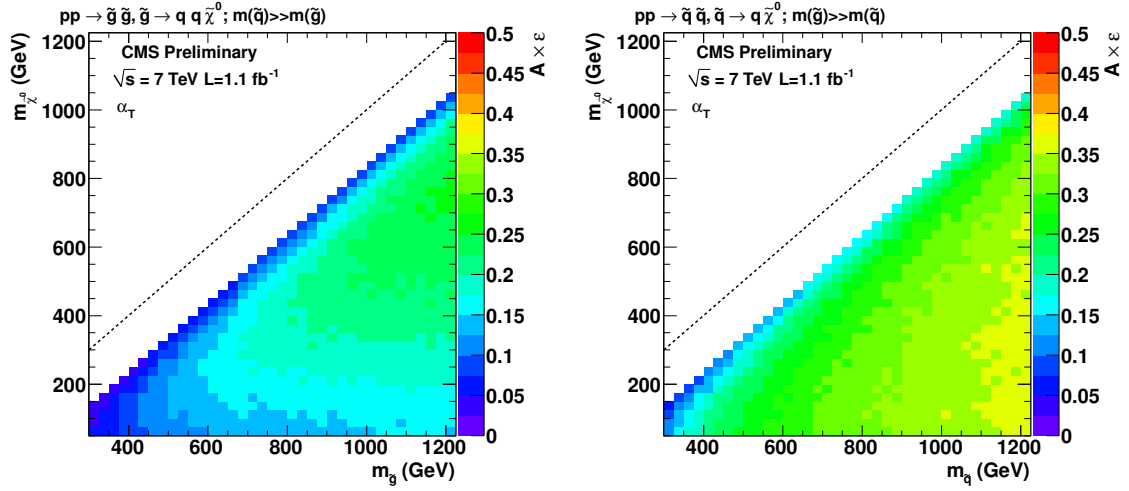 pp → g̃ g̃, g̃ → q q χ̃⁰; m(q̃)>>m(g̃)
CMS Preliminary
√s = 7 TeV L=1.1 fb⁻¹
α_T
m_χ̃⁰ (GeV)
1200
1000
800
600
400
200
400 600 800 1000 1200
m_g̃ (GeV)
A × ε
0.5
0.45
0.4
0.35
0.3
0.25
0.2
0.15
0.1
0.05
0
pp → q̃ q̃, q̃ → q χ̃⁰; m(g̃)>>m(q̃)
CMS Preliminary
√s = 7 TeV L=1.1 fb⁻¹
α_T
m_χ̃⁰ (GeV)
1200
1000
800
600
400
200
400 600 800 1000 1200
m_q̃ (GeV)
A × ε
0.5
0.45
0.4
0.35
0.3
0.25
0.2
0.15
0.1
0.05
0